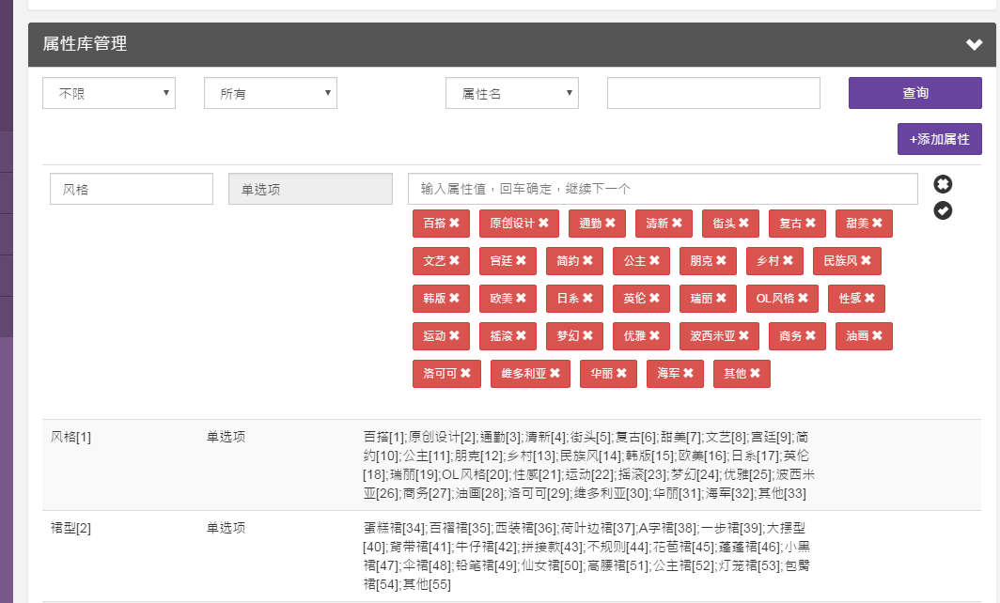 属性库管理
不限 所有 属性名 查询
+添加属性
风格 单选项 输入属性值，回车确定，继续下一个
百搭 原创设计 通勤 清新 街头 复古 甜美
文艺 宫廷 简约 公主 朋克 乡村 民族风
韩版 欧美 日系 英伦 瑞丽 OL风格 性感
运动 摇滚 梦幻 优雅 波西米亚 商务 油画
洛可可 维多利亚 华丽 海军 其他
风格[1] 单选项 百搭[1];原创设计[2];通勤[3];清新[4];街头[5];复古[6];甜美[7];文艺[8];宫廷[9];简
约[10];公主[11];朋克[12];乡村[13];民族风[14];韩版[15];欧美[16];日系[17];英伦
[18];瑞丽[19];OL风格[20];性感[21];运动[22];摇滚[23];梦幻[24];优雅[25];波西米
亚[26];商务[27];油画[28];洛可可[29];维多利亚[30];华丽[31];海军[32];其他[33]
裙型[2] 单选项 蛋糕裙[34];百褶裙[35];西装裙[36];荷叶边裙[37];A字裙[38];一步裙[39];大摆型
[40];背带裙[41];牛仔裙[42];拼接款[43];不规则[44];花苞裙[45];蓬蓬裙[46];小黑
裙[47];伞裙[48];铅笔裙[49];仙女裙[50];高腰裙[51];公主裙[52];灯笼裙[53];包臀
裙[54];其他[55]